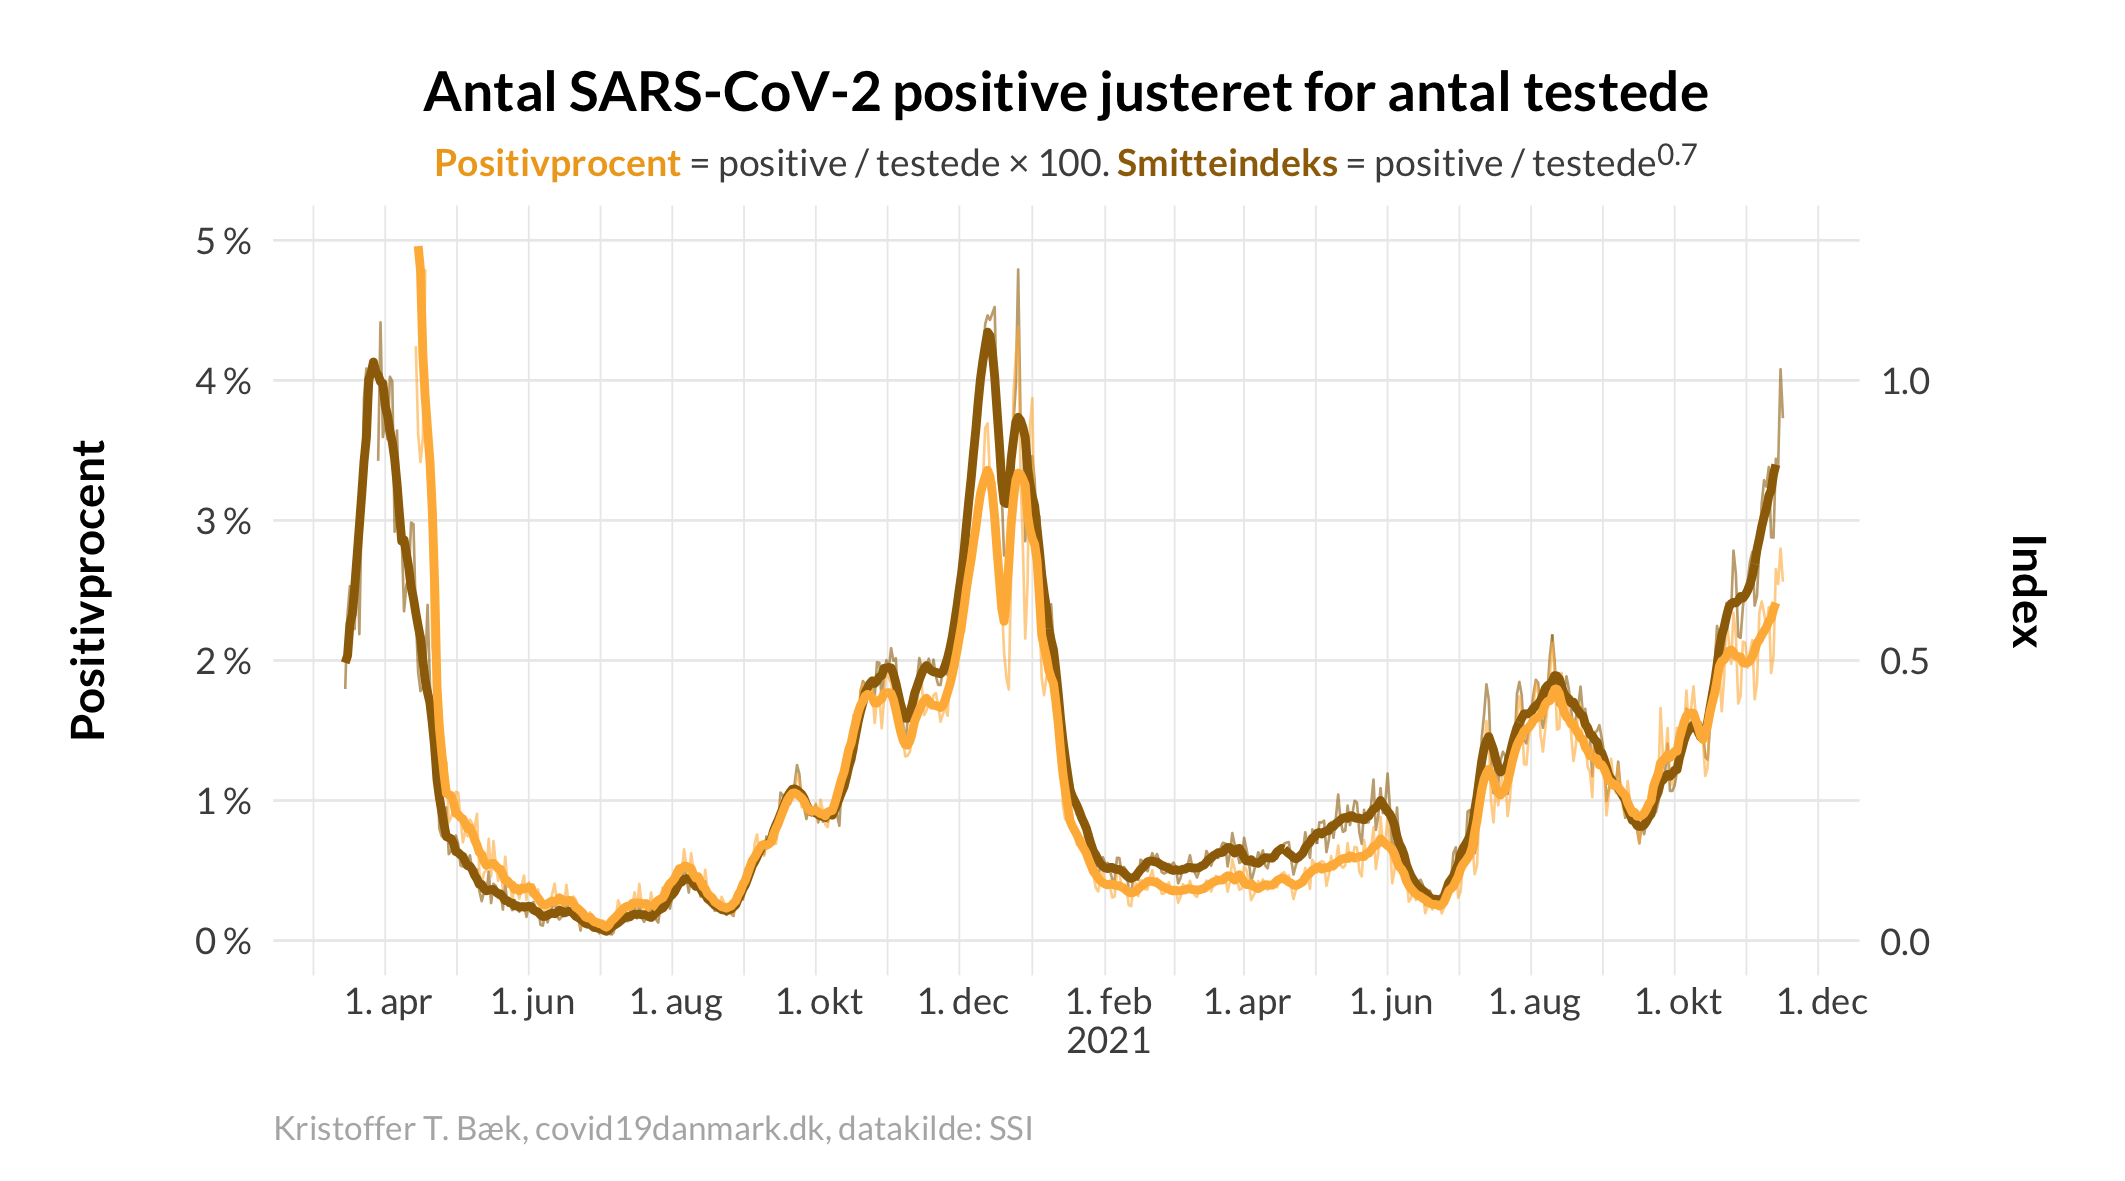 Antal SARS-CoV-2 positive justeret for antal testede
Positivprocent = positive / testede × 100. Smitteindeks = positive / testede^0.7
5 %
4 %
3 %
2 %
1 %
0 %
Positivprocent
1.0
0.5
0.0
Index
1. apr
1. jun
1. aug
1. okt
1. dec
1. feb
2021
1. apr
1. jun
1. aug
1. okt
1. dec
Kristoffer T. Bæk, covid19danmark.dk, datakilde: SSI